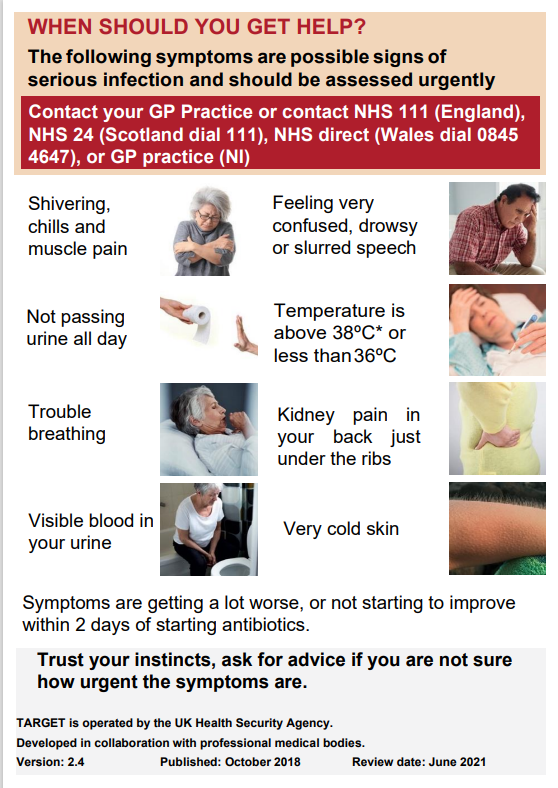 WHEN SHOULD YOU GET HELP?
The following symptoms are possible signs of
serious infection and should be assessed urgently
Contact your GP Practice or contact NHS 111 (England),
NHS 24 (Scotland dial 111), NHS direct (Wales dial 0845
4647), or GP practice (NI)
Shivering,
chills and
muscle pain
Feeling very
confused, drowsy
or slurred speech
Not passing
urine all day
Temperature is
above 38ºC* or
less than 36ºC
Trouble
breathing
Kidney pain in
your back just
under the ribs
Visible blood in
your urine
Very cold skin
Symptoms are getting a lot worse, or not starting to improve
within 2 days of starting antibiotics.
Trust your instincts, ask for advice if you are not sure
how urgent the symptoms are.
TARGET is operated by the UK Health Security Agency.
Developed in collaboration with professional medical bodies.
Version: 2.4 Published: October 2018 Review date: June 2021